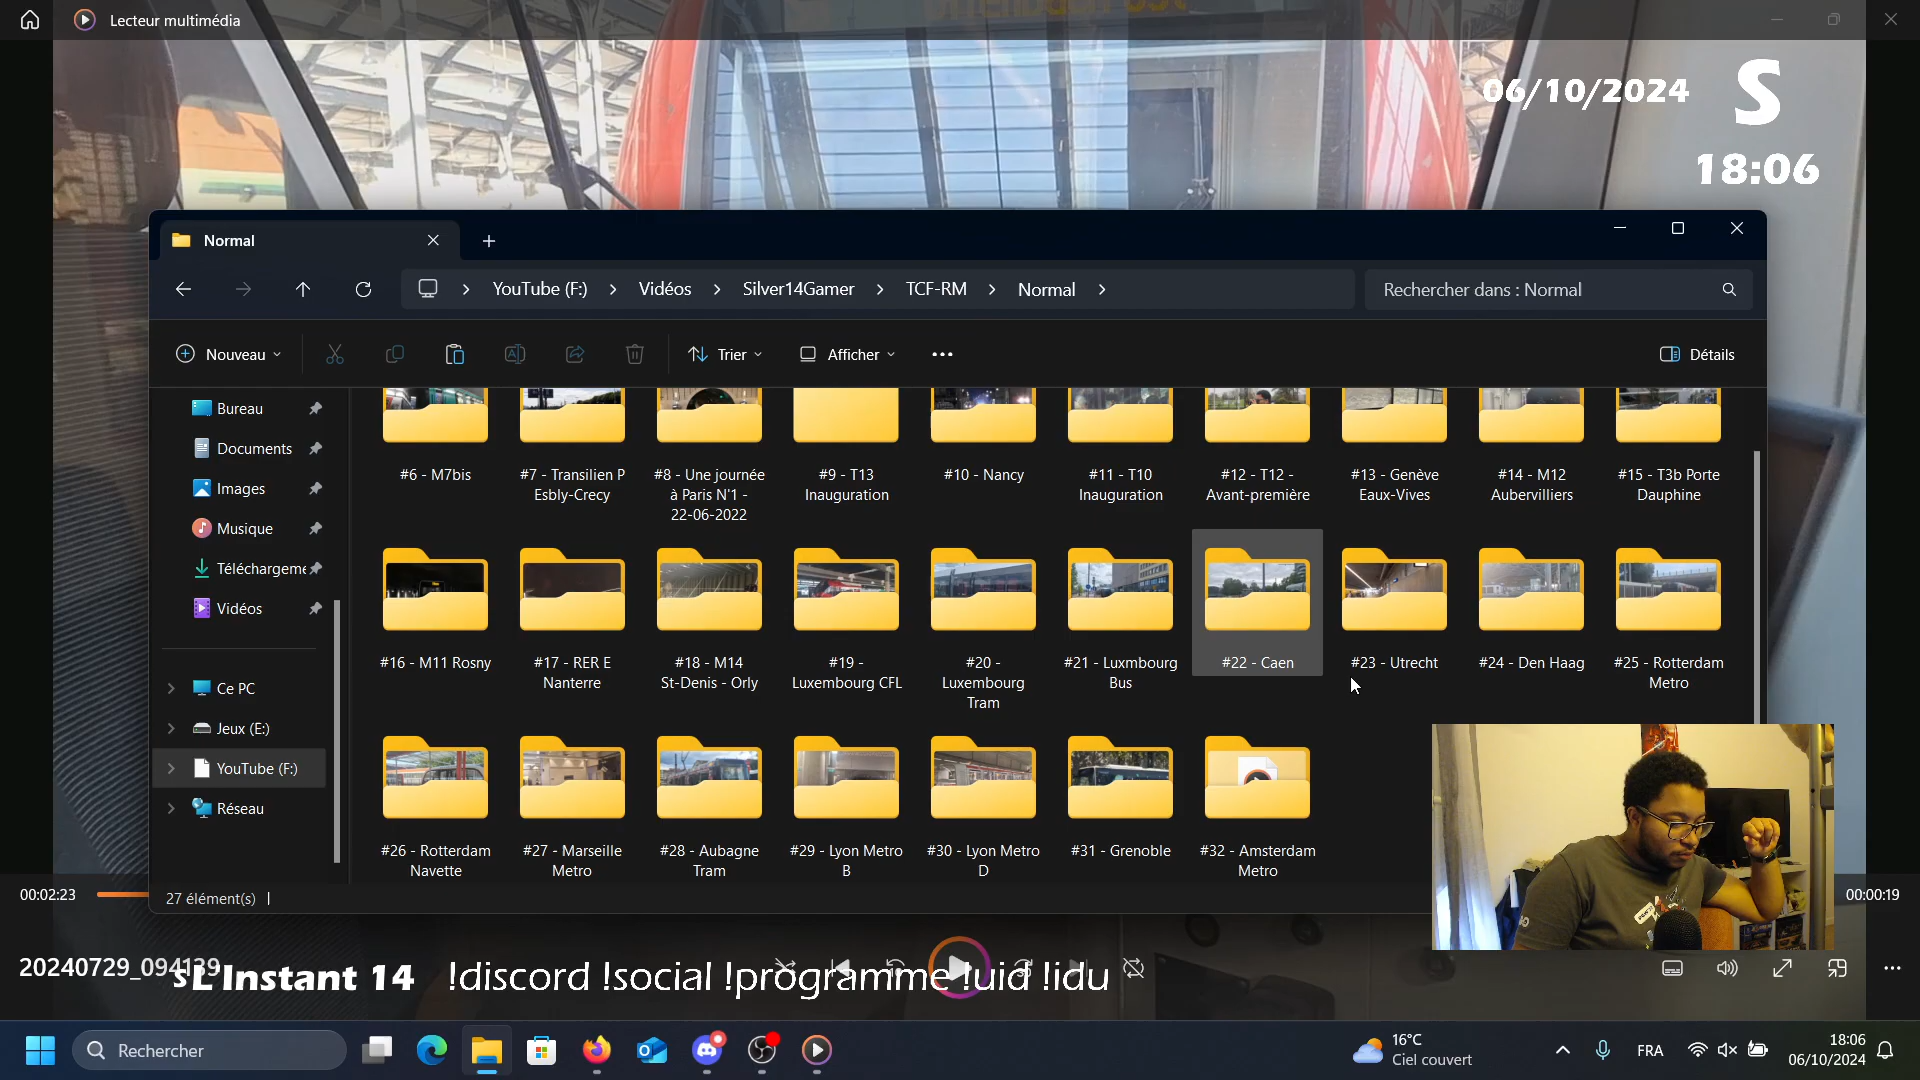 Lecteur multimédia
06/10/2024
S
18:06
Normal
YouTube (F:) > Vidéos > Silver14Gamer > TCF-RM > Normal >
Rechercher dans : Normal
Nouveau
Trier
Afficher
Détails
Bureau
Documents
Images
Musique
Téléchargeme
Vidéos
Ce PC
Jeux (E:)
YouTube (F:)
Réseau
#6 - M7bis
#7 - Transilien P
Esbly-Crecy
#8 - Une journée
à Paris N'1 -
22-06-2022
#9 - T13
Inauguration
#10 - Nancy
#11 - T10
Inauguration
#12 - T12 -
Avant-première
#13 - Genève
Eaux-Vives
#14 - M12
Aubervilliers
#15 - T3b Porte
Dauphine
#16 - M11 Rosny
#17 - RER E
Nanterre
#18 - M14
St-Denis - Orly
#19 -
Luxembourg CFL
#20 -
Luxembourg
Tram
#21 - Luxmbourg
Bus
#22 - Caen
#23 - Utrecht
#24 - Den Haag
#25 - Rotterdam
Metro
#26 - Rotterdam
Navette
#27 - Marseille
Metro
#28 - Aubagne
Tram
#29 - Lyon Metro
B
#30 - Lyon Metro
D
#31 - Grenoble
#32 - Amsterdam
Metro
27 élément(s)
00:02:23
00:00:19
20240729_094139
sL'Instant 14
!discord !social !programme !uid !idu
Rechercher
16°C
Ciel couvert
FRA
18:06
06/10/2024